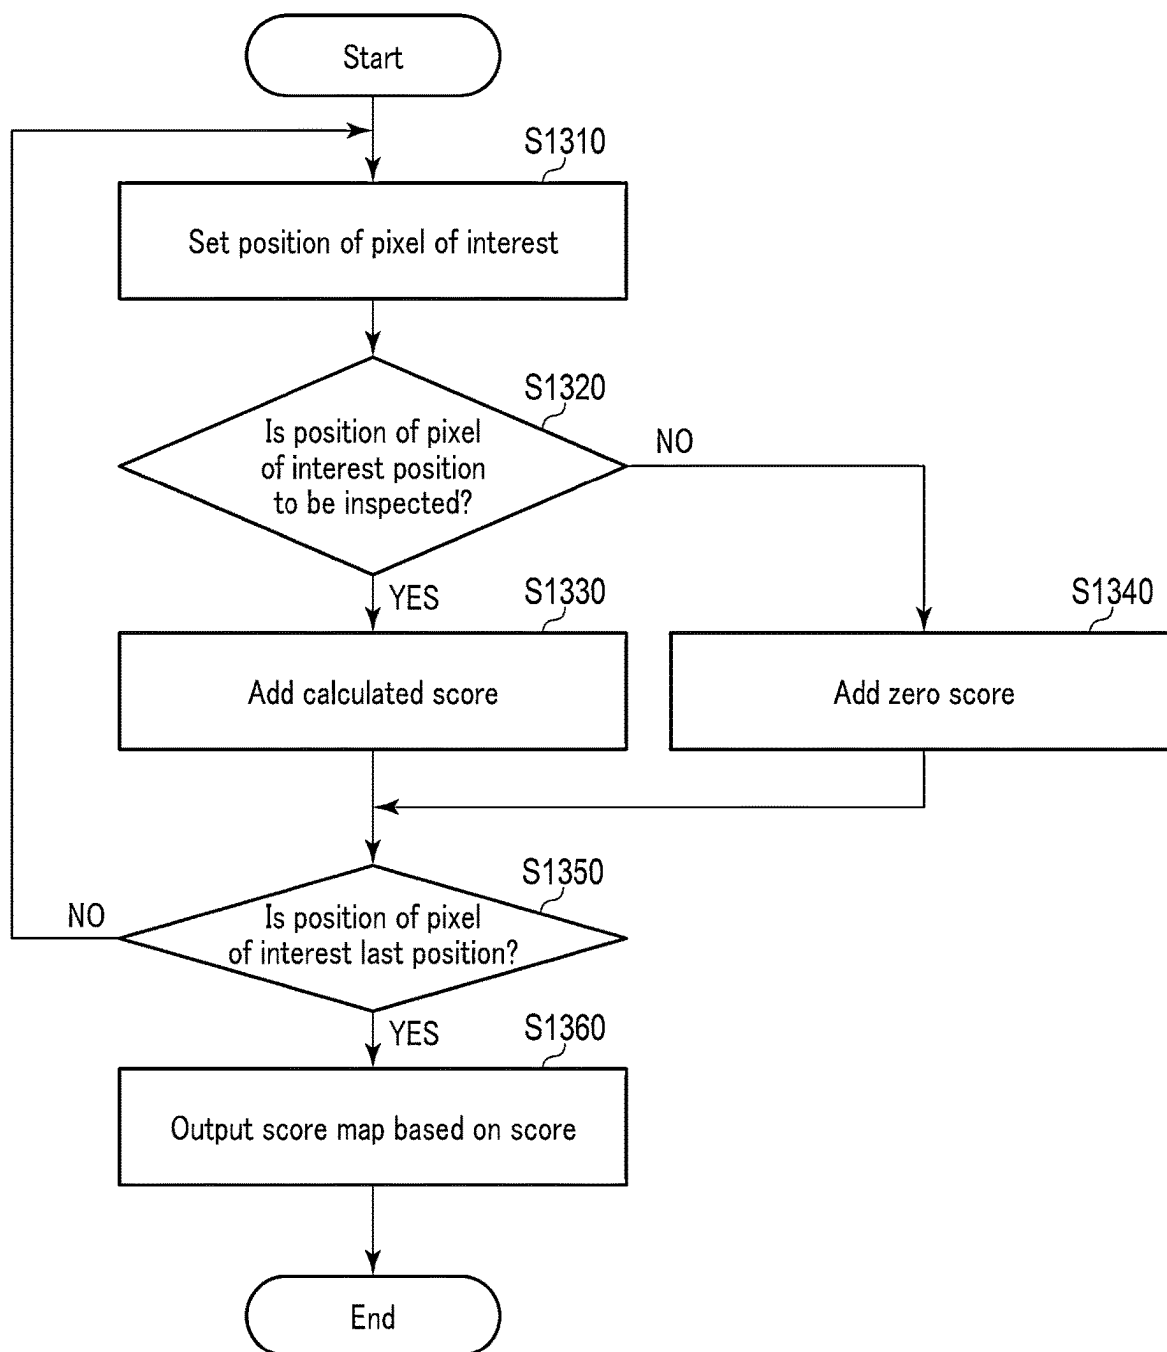 Start
S1310
Set position of pixel of interest
S1320
Is position of pixel
of interest position
to be inspected?
NO
YES
S1330
S1340
Add calculated score
Add zero score
S1350
Is position of pixel
of interest last position?
NO
YES
S1360
Output score map based on score
End